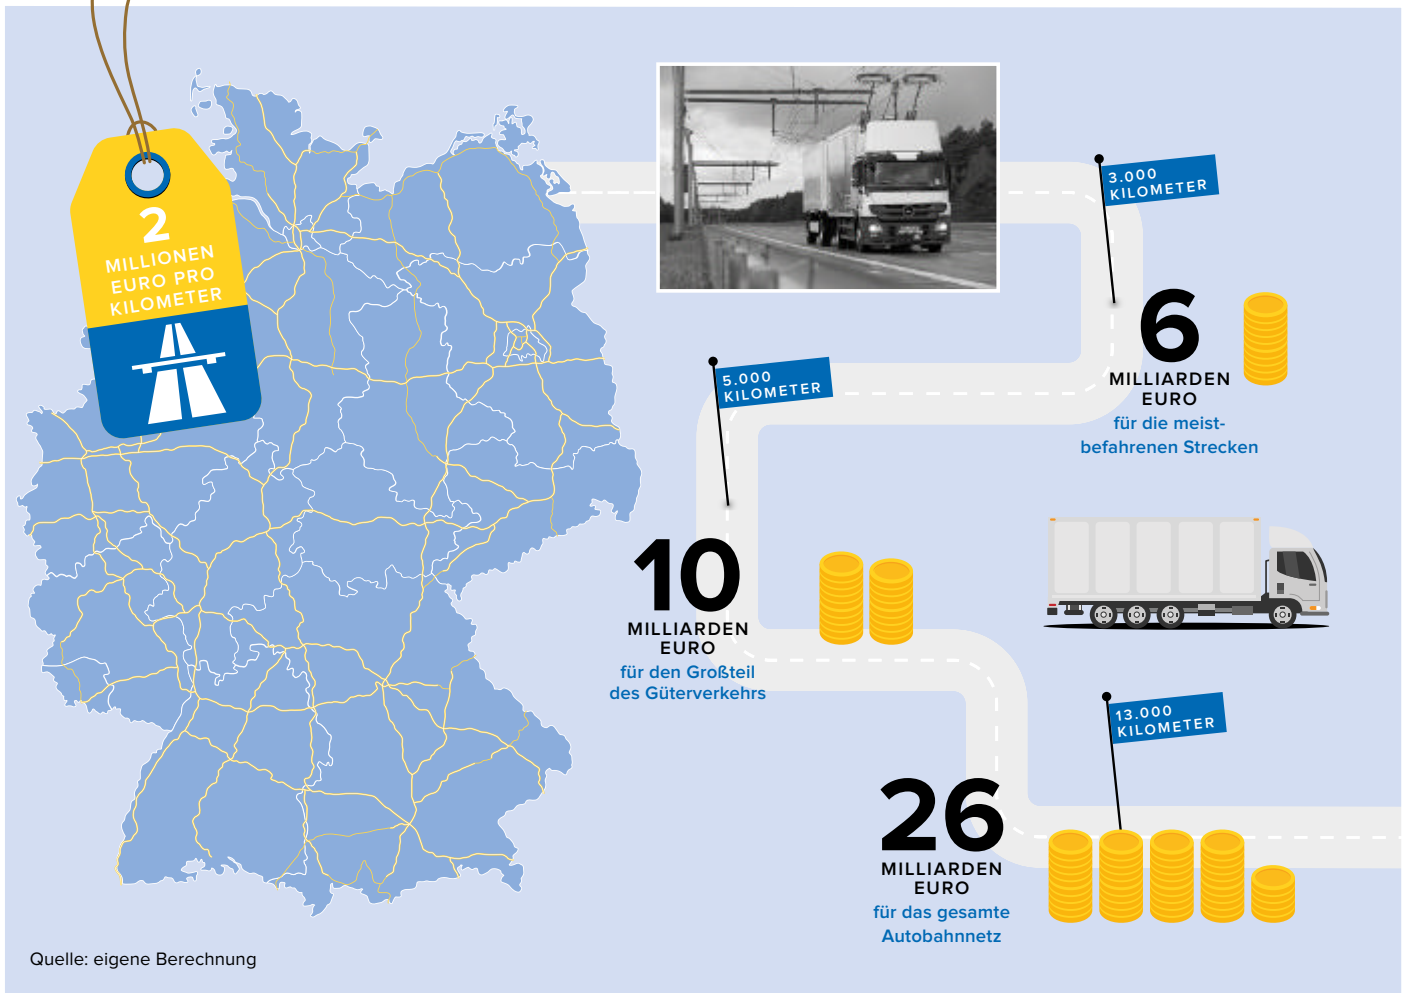 2
MILLIONEN
EURO PRO
KILOMETER
3.000
KILOMETER
6
MILLIARDEN
EURO
für die meist-
befahrenen Strecken
5.000
KILOMETER
10
MILLIARDEN
EURO
für den Großteil
des Güterverkehrs
13.000
KILOMETER
26
MILLIARDEN
EURO
für das gesamte
Autobahnnetz
Quelle: eigene Berechnung